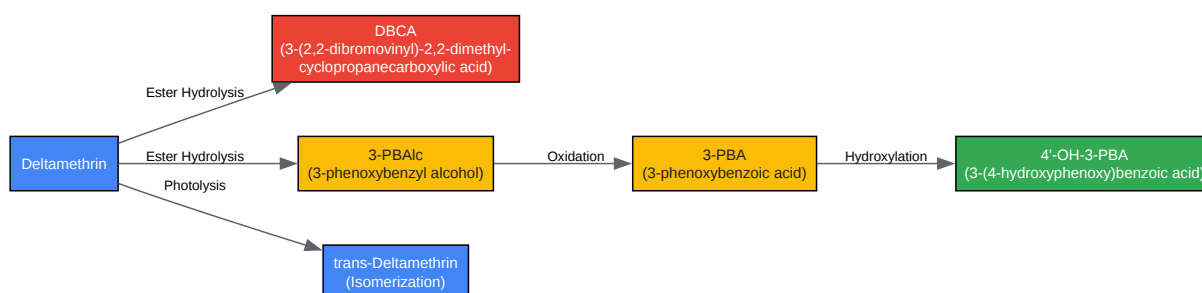 DBCA
(3-(2,2-dibromovinyl)-2,2-dimethyl-
cyclopropanecarboxylic acid)
Ester Hydrolysis
Deltamethrin
Ester Hydrolysis
3-PBAlc
(3-phenoxybenzyl alcohol)
Oxidation
3-PBA
(3-phenoxybenzoic acid)
Hydroxylation
4'-OH-3-PBA
(3-(4-hydroxyphenoxy)benzoic acid)
Photolysis
trans-Deltamethrin
(Isomerization)